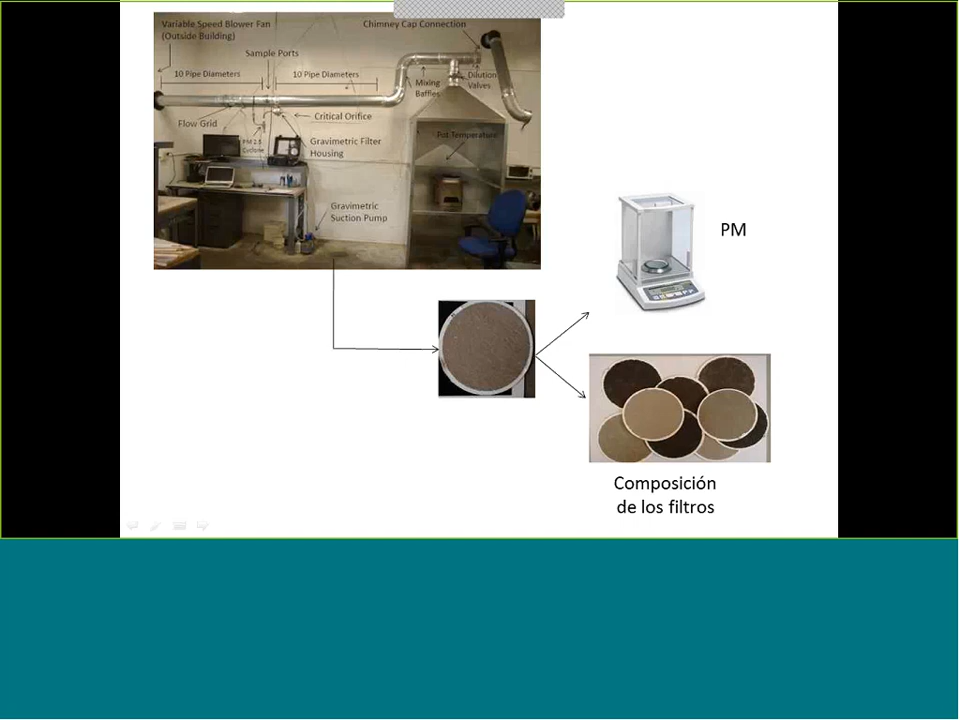 Variable Speed Blower Fan
(Outside Building)
Chimney Cap Connection
Sample Ports
10 Pipe Diameters
10 Pipe Diameters
Mixing
Baffles
Dilution
Valves
Flow Grid
Critical Orifice
PM 2.5
Cyclone
Gravimetric Filter
Housing
Pot Temperature
Gravimetric
Suction Pump
PM
Composición
de los filtros